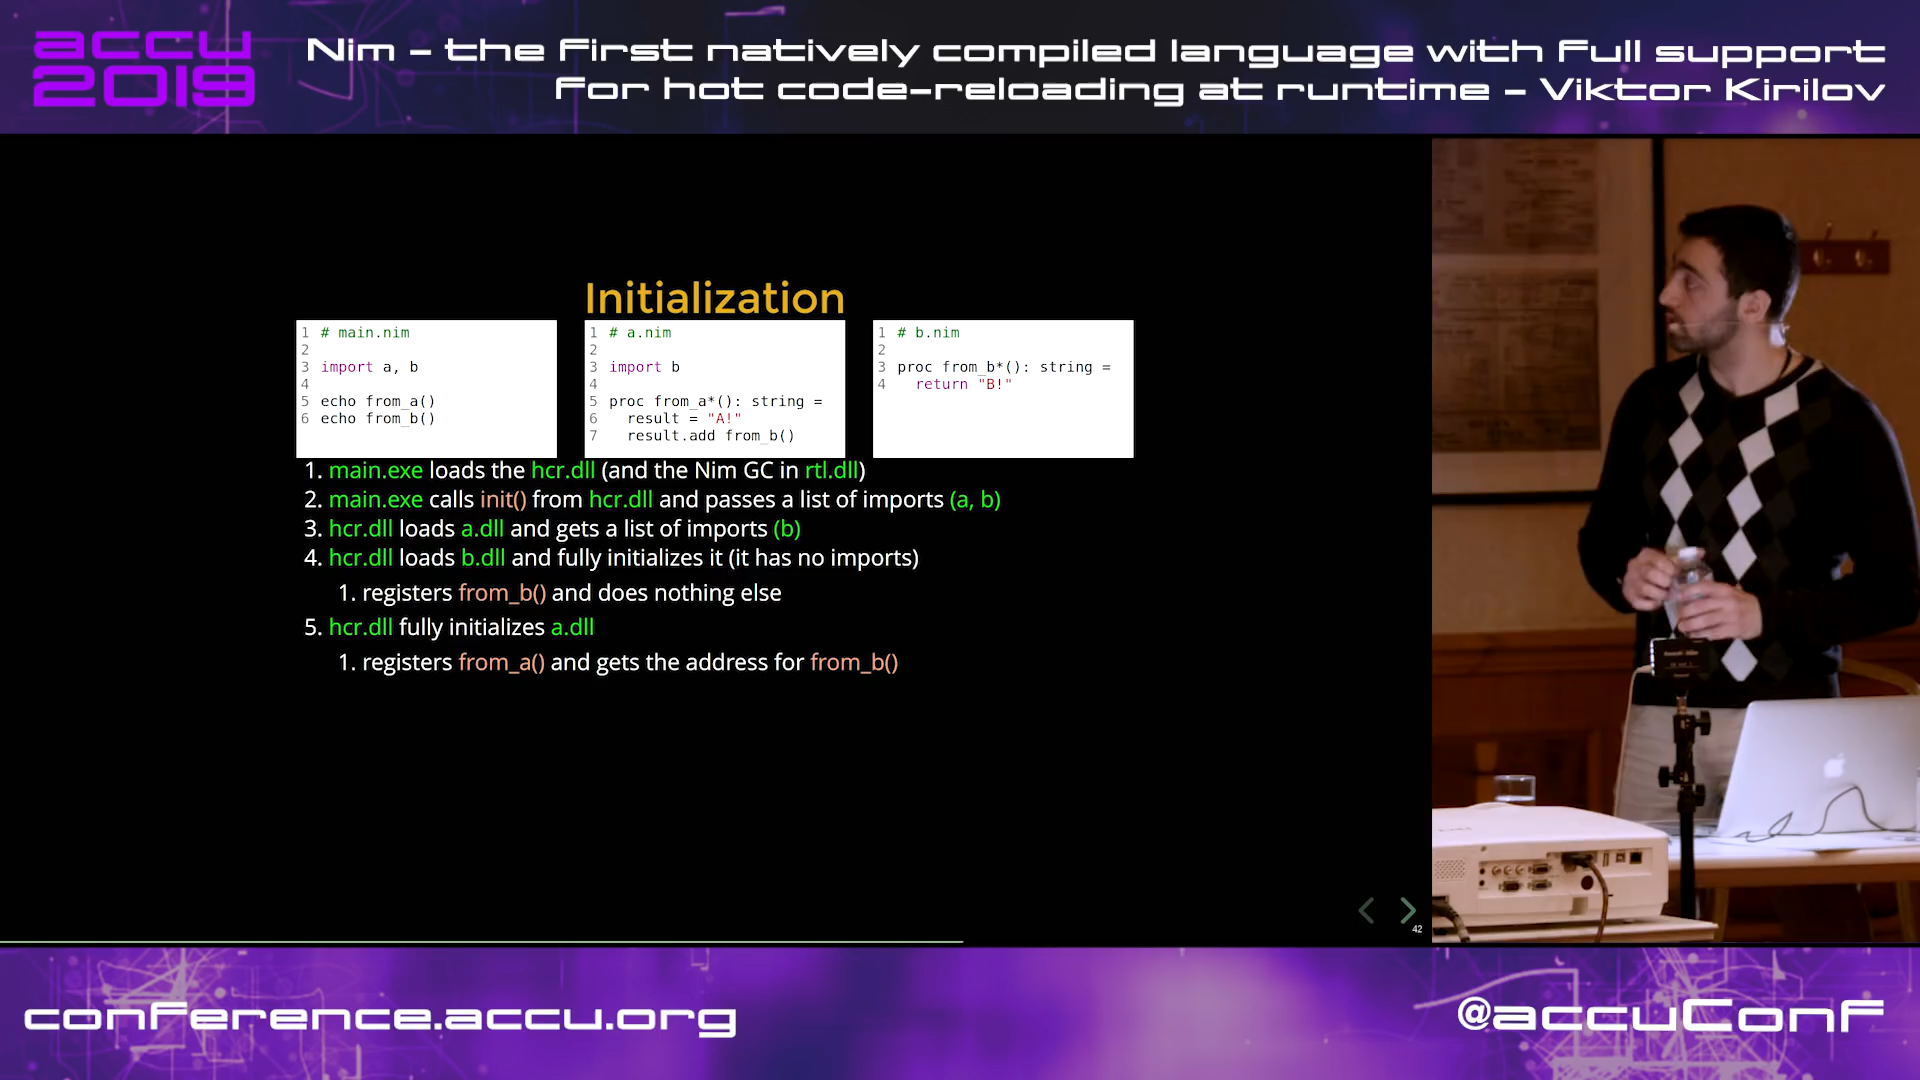 accu
2019
Nim – the first natively compiled language with full support
for hot code-reloading at runtime – Viktor Kirilov
Initialization
1 # main.nim
2
3 import a, b
4
5 echo from_a()
6 echo from_b()
1 # a.nim
2
3 import b
4
5 proc from_a*(): string =
6 result = "A!"
7 result.add from_b()
1 # b.nim
2
3 proc from_b*(): string =
4 return "B!"
1. main.exe loads the hcr.dll (and the Nim GC in rtl.dll)
2. main.exe calls init() from hcr.dll and passes a list of imports (a, b)
3. hcr.dll loads a.dll and gets a list of imports (b)
4. hcr.dll loads b.dll and fully initializes it (it has no imports)
1. registers from_b() and does nothing else
5. hcr.dll fully initializes a.dll
1. registers from_a() and gets the address for from_b()
42
conference.accu.org
@accuConf